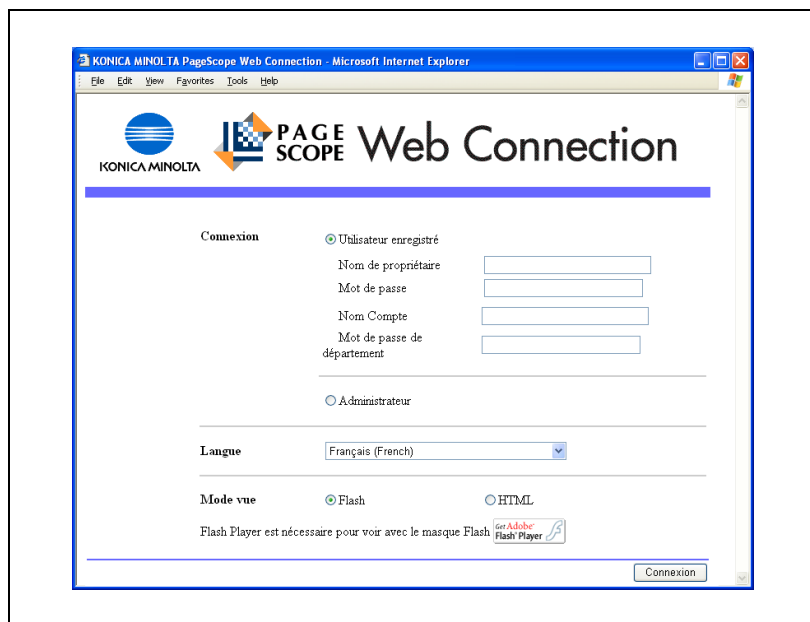 KONICA MINOLTA PageScope Web Connection - Microsoft Internet Explorer
File Edit View Favorites Tools Help
KONICA MINOLTA
PAGE SCOPE Web Connection
Connexion
Utilisateur enregistré
Nom de propriétaire
Mot de passe
Nom Compte
Mot de passe de
département
Administrateur
Langue
Français (French)
Mode vue
Flash
HTML
Flash Player est nécessaire pour voir avec le masque Flash
Get Adobe®
Flash® Player
Connexion